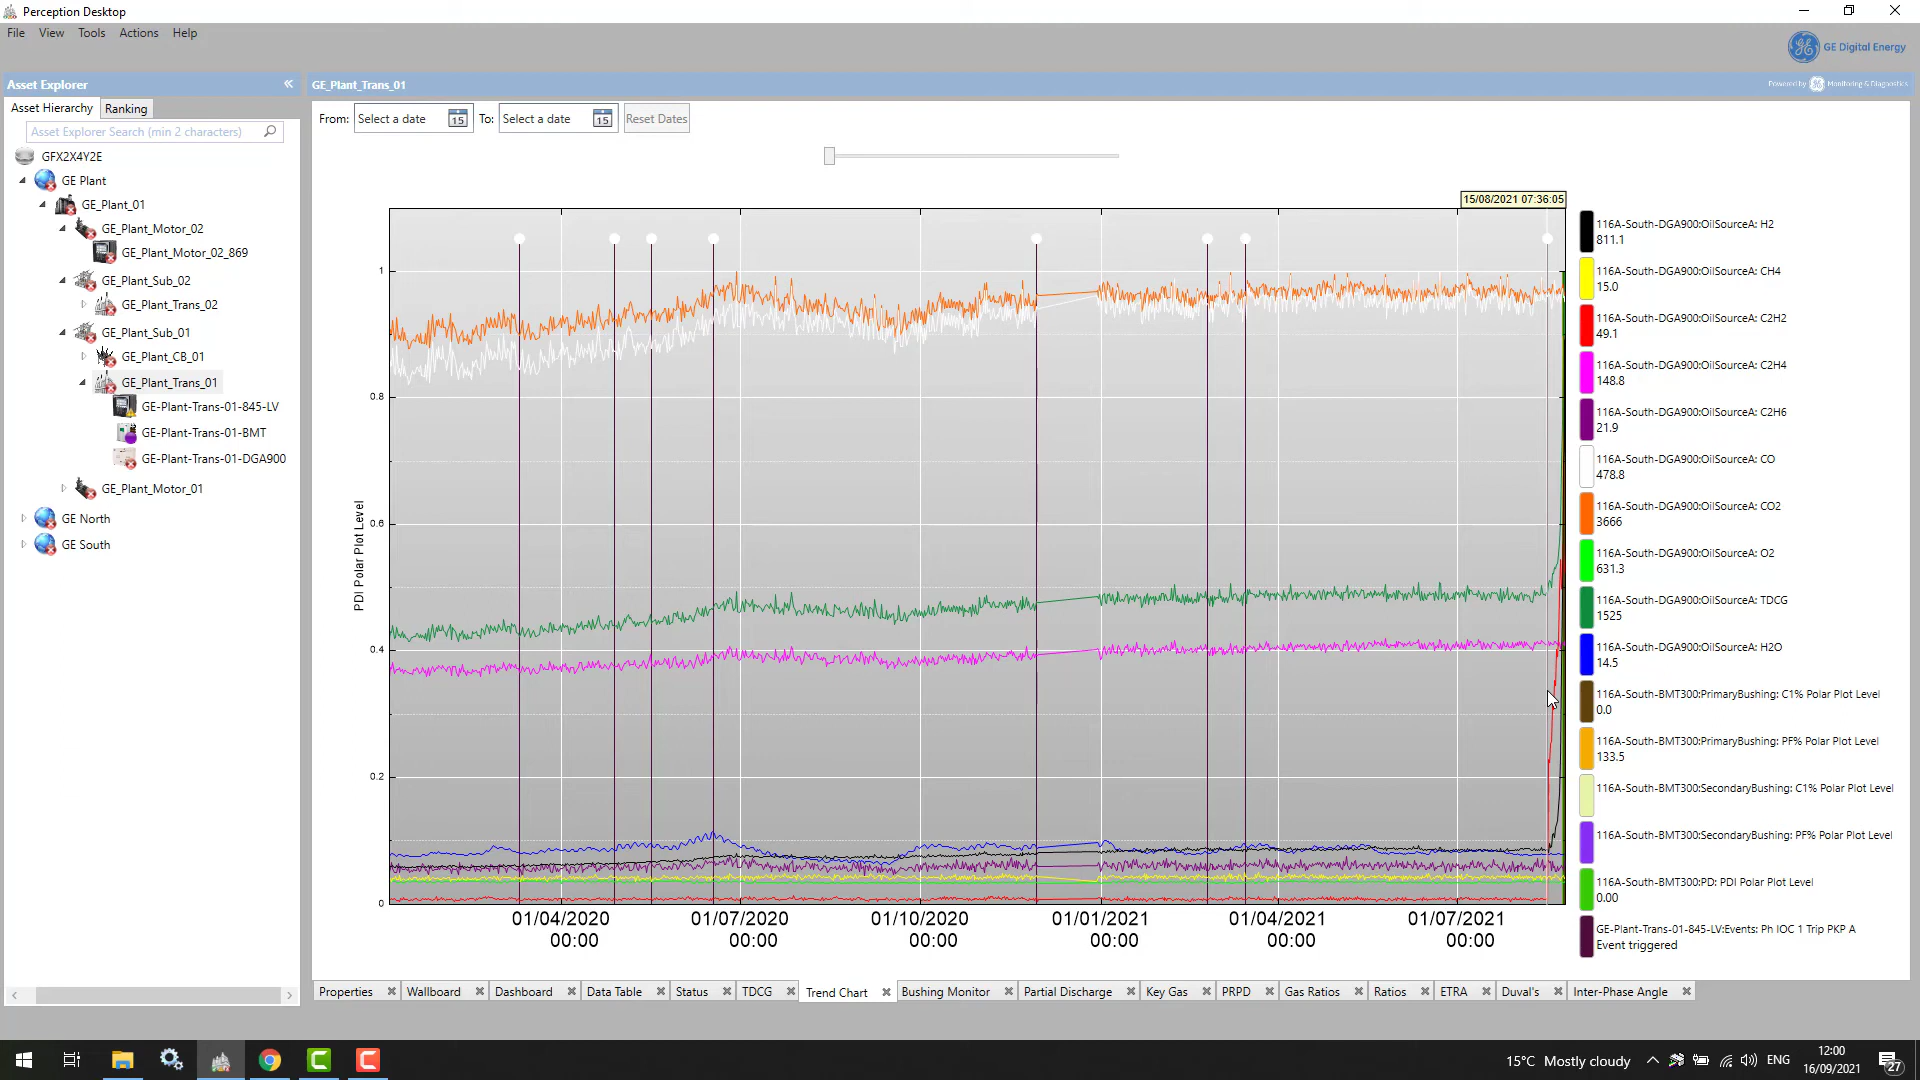 Perception Desktop
File View Tools Actions Help
GE Digital Energy
Asset Explorer
GE_Plant_Trans_01
Powered by Monitoring & Diagnostics
Asset Hierarchy Ranking
Asset Explorer Search (min 2 characters)
From: Select a date 15 To: Select a date 15 Reset Dates
GFX2X4Y2E
GE Plant
GE_Plant_01
GE_Plant_Motor_02
GE_Plant_Motor_02_869
GE_Plant_Sub_02
GE_Plant_Trans_02
GE_Plant_Sub_01
GE_Plant_CB_01
GE_Plant_Trans_01
GE-Plant-Trans-01-845-LV
GE-Plant-Trans-01-BMT
GE-Plant-Trans-01-DGA900
GE_Plant_Motor_01
GE North
GE South
15/08/2021 07:36:05
PDI Polar Plot Level
1
0.8
0.6
0.4
0.2
0
01/04/2020 01/07/2020 01/10/2020 01/01/2021 01/04/2021 01/07/2021
00:00 00:00 00:00 00:00 00:00 00:00
116A-South-DGA900:OilSourceA: H2
811.1
116A-South-DGA900:OilSourceA: CH4
15.0
116A-South-DGA900:OilSourceA: C2H2
49.1
116A-South-DGA900:OilSourceA: C2H4
148.8
116A-South-DGA900:OilSourceA: C2H6
21.9
116A-South-DGA900:OilSourceA: CO
478.8
116A-South-DGA900:OilSourceA: CO2
3666
116A-South-DGA900:OilSourceA: O2
631.3
116A-South-DGA900:OilSourceA: TDCG
1525
116A-South-DGA900:OilSourceA: H2O
14.5
116A-South-BMT300:PrimaryBushing: C1% Polar Plot Level
0.0
116A-South-BMT300:PrimaryBushing: PF% Polar Plot Level
133.5
116A-South-BMT300:SecondaryBushing: C1% Polar Plot Level
116A-South-BMT300:SecondaryBushing: PF% Polar Plot Level
116A-South-BMT300:PD: PDI Polar Plot Level
0.00
GE-Plant-Trans-01-845-LV:Events: Ph IOC 1 Trip PKP A
Event triggered
Properties Wallboard Dashboard Data Table Status TDCG Trend Chart Bushing Monitor Partial Discharge Key Gas PRPD Gas Ratios Ratios ETRA Duval's Inter-Phase Angle
15°C Mostly cloudy ENG 12:00
16/09/2021 27